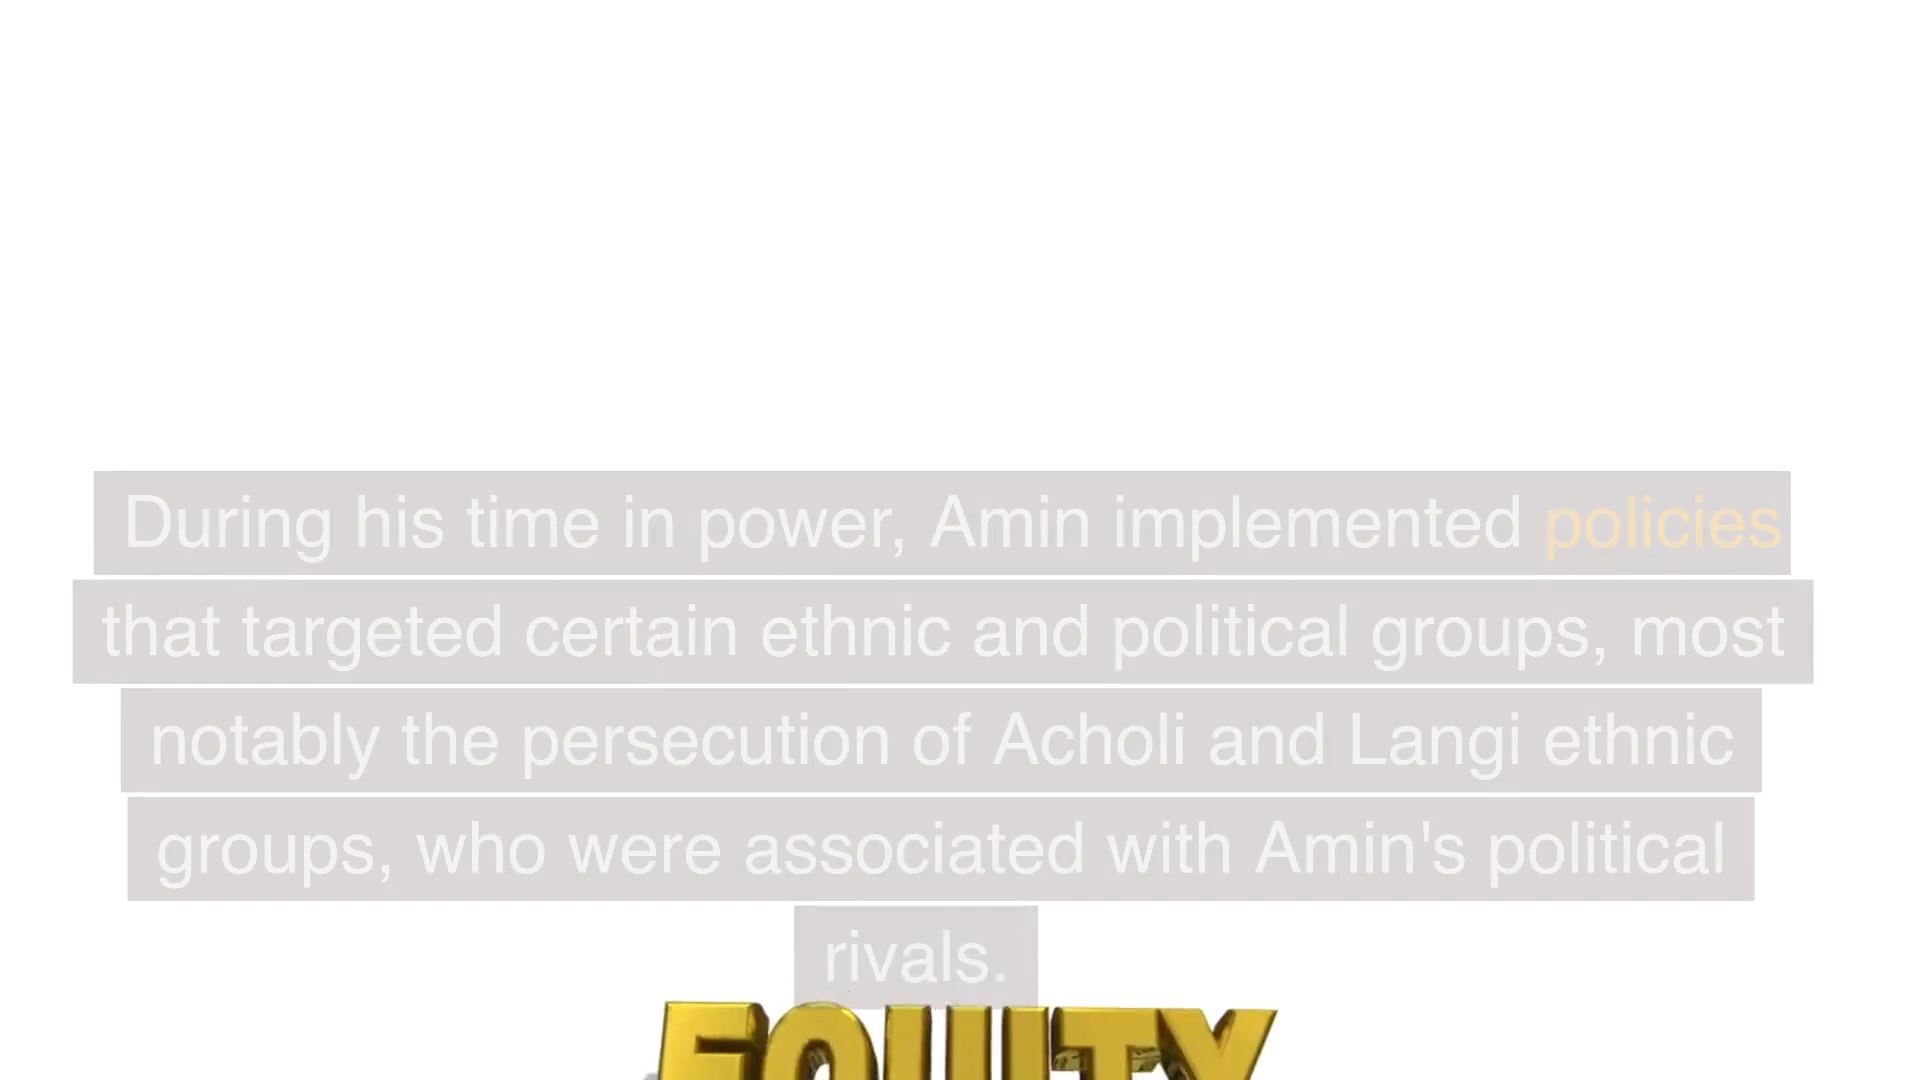 During his time in power, Amin implemented policies
that targeted certain ethnic and political groups, most
notably the persecution of Acholi and Langi ethnic
groups, who were associated with Amin's political
rivals.
EQUITY